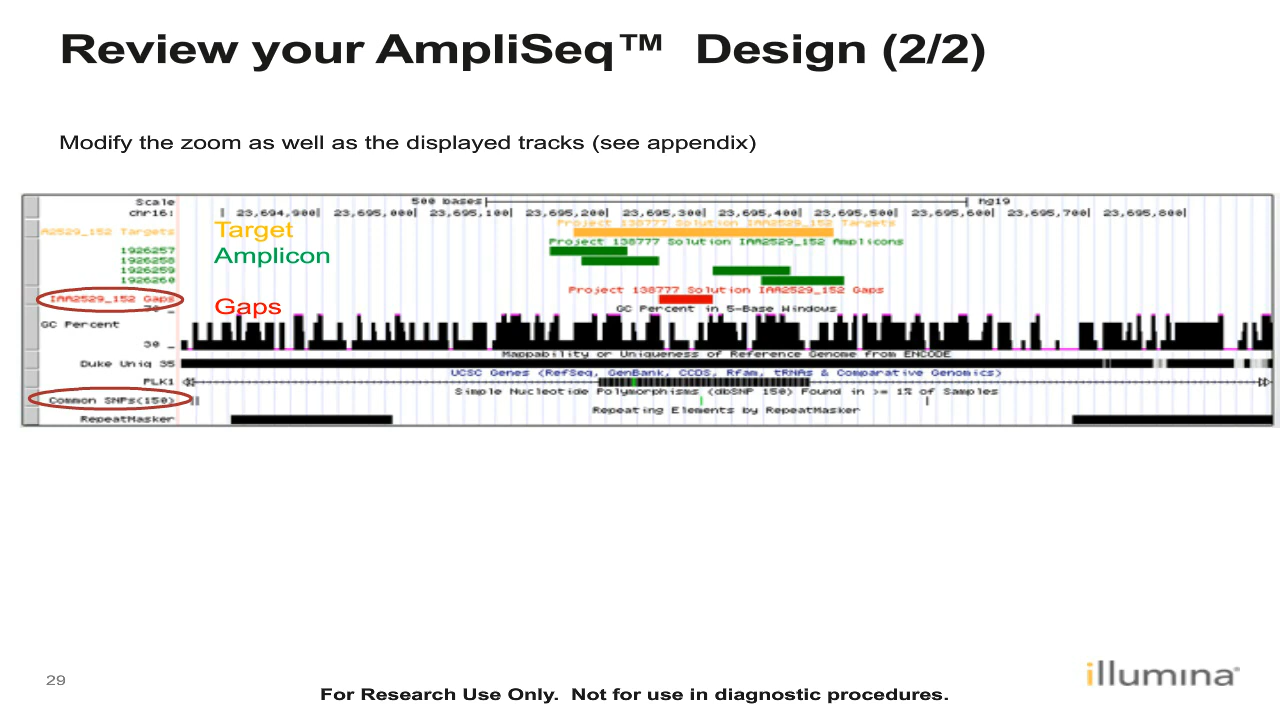 Review your AmpliSeq™ Design (2/2)
Modify the zoom as well as the displayed tracks (see appendix)
Scale 500 bases hg19
chr16: 23,694,900| 23,695,000| 23,695,100| 23,695,200| 23,695,300| 23,695,400| 23,695,500| 23,695,600| 23,695,700| 23,695,800|
Project 138777 Solution IAA2529_152 Targets
A2529_152 Targets Target
Project 138777 Solution IAA2529_152 Amplicons
1926257 Amplicon
1926258
1926259
1926260
Project 138777 Solution IAA2529_152 Gaps
IAA2529_152 Gaps Gaps
70 _ GC Percent in 5-Base Windows
GC Percent
30 _
Mappability or Uniqueness of Reference Genome from ENCODE
Duke Uniq 35
UCSC Genes (RefSeq, GenBank, CCDS, Rfam, tRNAs & Comparative Genomics)
PLK1
Simple Nucleotide Polymorphisms (dbSNP 150) Found in >= 1% of Samples
Common SNPs(150)
Repeating Elements by RepeatMasker
RepeatMasker
29
For Research Use Only. Not for use in diagnostic procedures.
illumina®